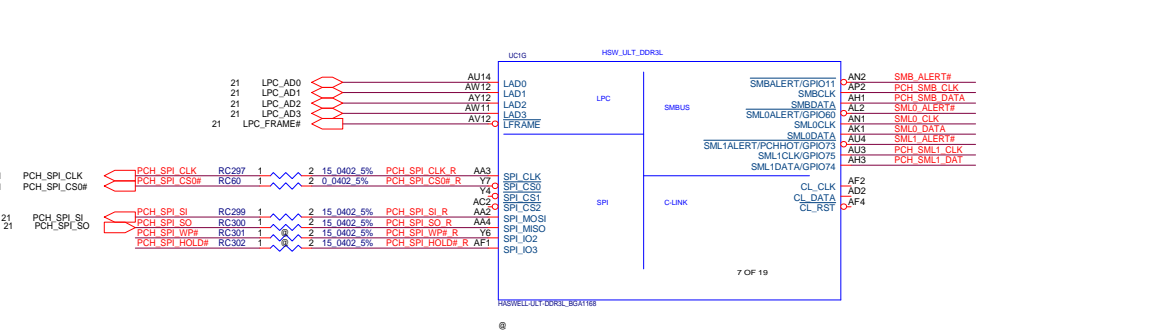 UC1G HSW_ULT_DDR3L
21 LPC_AD0 AU14 LAD0
21 LPC_AD1 AW12 LAD1
21 LPC_AD2 AY12 LAD2
21 LPC_AD3 AW11 LAD3
21 LPC_FRAME# AV12 LFRAME
LPC
SMBUS
SMBALERT/GPIO11 AN2 SMB_ALERT#
SMBCLK AP2 PCH_SMB_CLK
SMBDATA AH1 PCH_SMB_DATA
SML0ALERT/GPIO60 AL2 SML0_ALERT#
SML0CLK AN1 SML0_CLK
SML0DATA AK1 SML0_DATA
SML1ALERT/PCHHOT/GPIO73 AU4 SML1_ALERT#
SML1CLK/GPIO75 AU3 PCH_SML1_CLK
SML1DATA/GPIO74 AH3 PCH_SML1_DAT
PCH_SPI_CLK PCH_SPI_CLK RC297 1 2 15_0402_5% PCH_SPI_CLK_R AA3 SPI_CLK
PCH_SPI_CS0# PCH_SPI_CS0# RC60 1 2 0_0402_5% PCH_SPI_CS0#_R Y7 SPI_CS0
Y4 SPI_CS1
AC2 SPI_CS2
21 PCH_SPI_SI PCH_SPI_SI RC299 1 2 15_0402_5% PCH_SPI_SI_R AA2 SPI_MOSI
21 PCH_SPI_SO PCH_SPI_SO RC300 1 2 15_0402_5% PCH_SPI_SO_R AA4 SPI_MISO
PCH_SPI_WP# RC301 1 @ 2 15_0402_5% PCH_SPI_WP#_R Y6 SPI_IO2
PCH_SPI_HOLD# RC302 1 @ 2 15_0402_5% PCH_SPI_HOLD#_R AF1 SPI_IO3
SPI
C-LINK
CL_CLK AF2
CL_DATA AD2
CL_RST AF4
7 OF 19
HASWELL-ULT-DDR3L_BGA1168
@